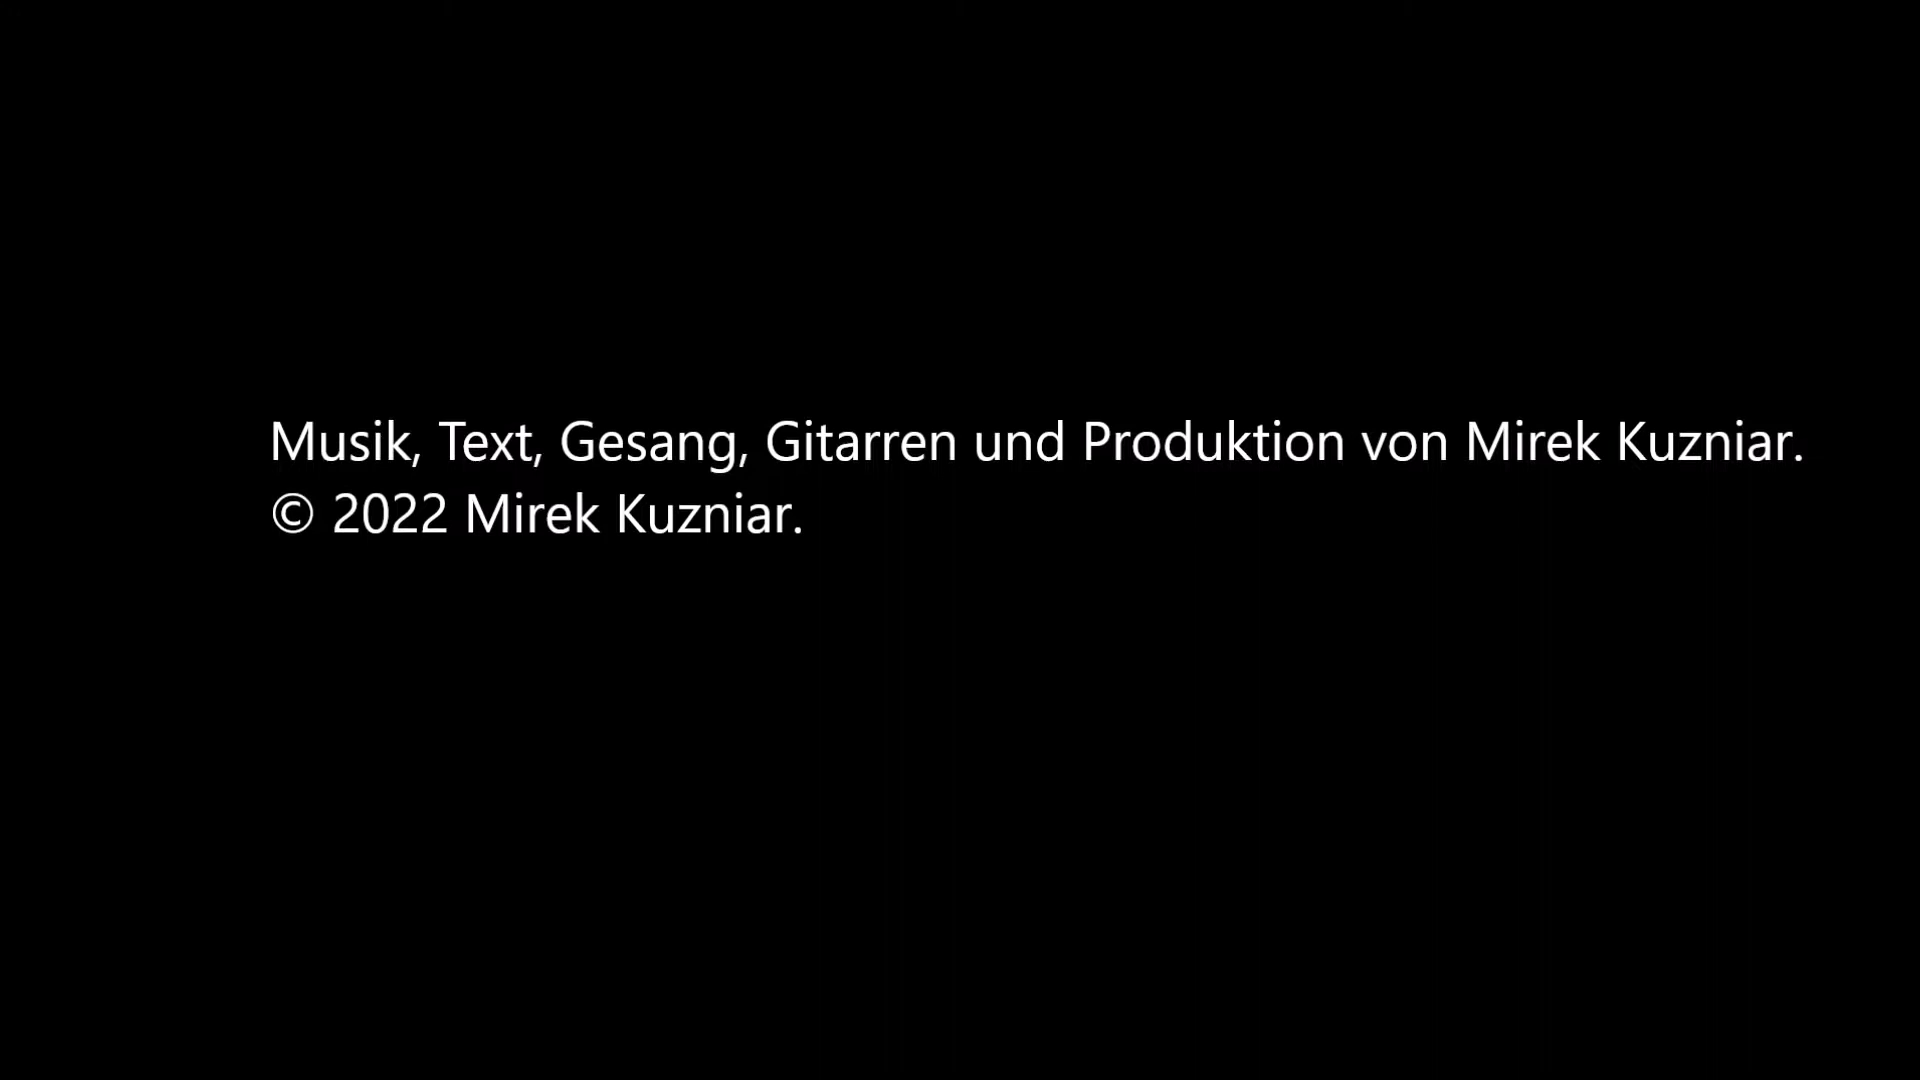 Musik, Text, Gesang, Gitarren und Produktion von Mirek Kuzniar.
© 2022 Mirek Kuzniar.